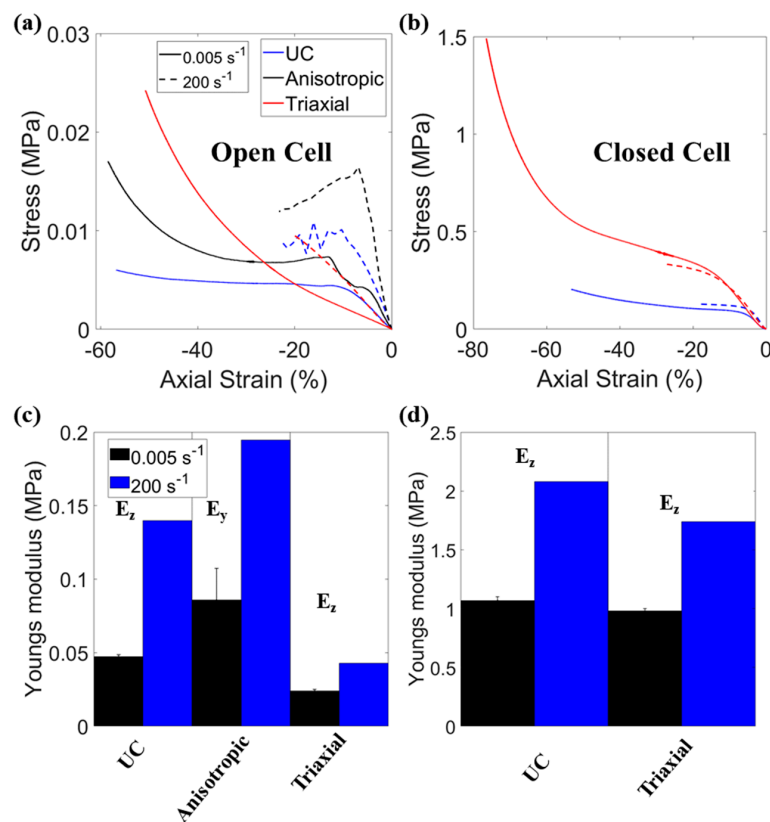 (a)
0.03
0.02
0.01
0
Stress (MPa)
-60
-40
-20
0
Axial Strain (%)
0.005 s⁻¹
200 s⁻¹
UC
Anisotropic
Triaxial
Open Cell
(b)
1.5
1
0.5
0
Stress (MPa)
-80
-60
-40
-20
0
Axial Strain (%)
Closed Cell
(c)
0.2
0.15
0.1
0.05
0
Youngs modulus (MPa)
0.005 s⁻¹
200 s⁻¹
Ez
Ey
Ez
UC
Anisotropic
Triaxial
(d)
2.5
2
1.5
1
0.5
0
Youngs modulus (MPa)
Ez
Ez
UC
Triaxial